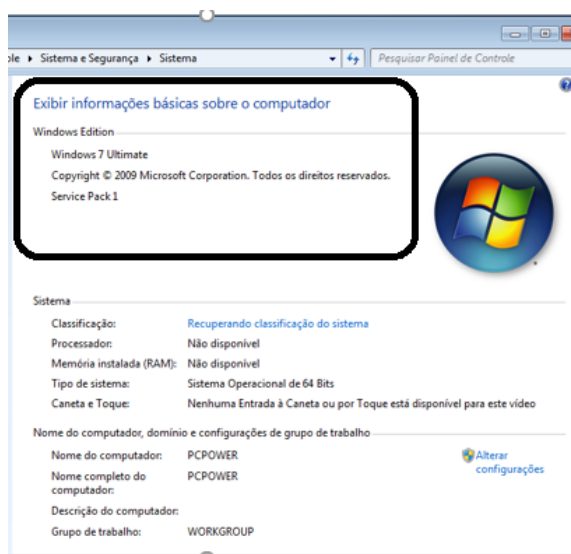 ole ▸ Sistema e Segurança ▸ Sistema
Pesquisar Painel de Controle
Exibir informações básicas sobre o computador
Windows Edition
Windows 7 Ultimate
Copyright © 2009 Microsoft Corporation. Todos os direitos reservados.
Service Pack 1
Sistema
Classificação: Recuperando classificação do sistema
Processador: Não disponível
Memória instalada (RAM): Não disponível
Tipo de sistema: Sistema Operacional de 64 Bits
Caneta e Toque: Nenhuma Entrada à Caneta ou por Toque está disponível para este vídeo
Nome do computador, domínio e configurações de grupo de trabalho
Nome do computador: PCPOWER
Alterar
configurações
Nome completo do
computador: PCPOWER
Descrição do computador:
Grupo de trabalho: WORKGROUP